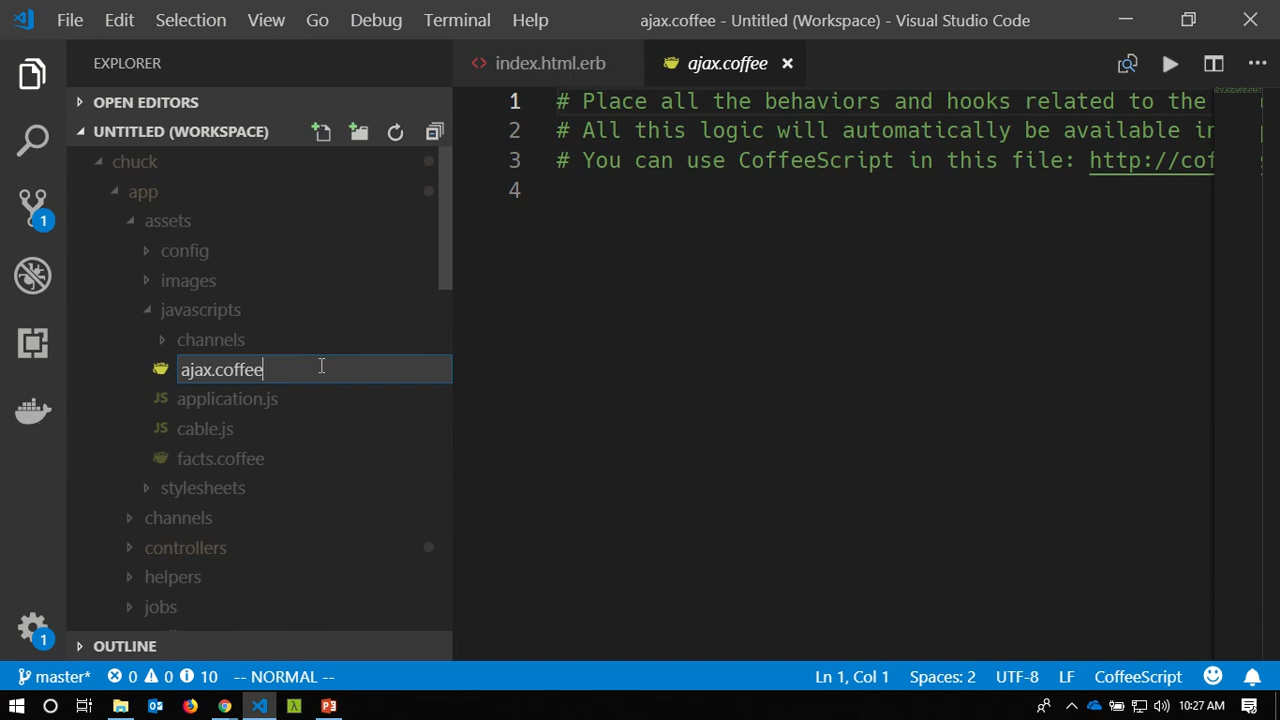 File Edit Selection View Go Debug Terminal Help
ajax.coffee - Untitled (Workspace) - Visual Studio Code
EXPLORER
OPEN EDITORS
UNTITLED (WORKSPACE)
chuck
app
assets
config
images
javascripts
channels
ajax.coffee
JS application.js
JS cable.js
facts.coffee
stylesheets
channels
controllers
helpers
jobs
OUTLINE
<> index.html.erb
ajax.coffee
1 # Place all the behaviors and hooks related to the
2 # All this logic will automatically be available in
3 # You can use CoffeeScript in this file: http://cof
4
1
1
master* 0 0 10 -- NORMAL --
Ln 1, Col 1 Spaces: 2 UTF-8 LF CoffeeScript
10:27 AM